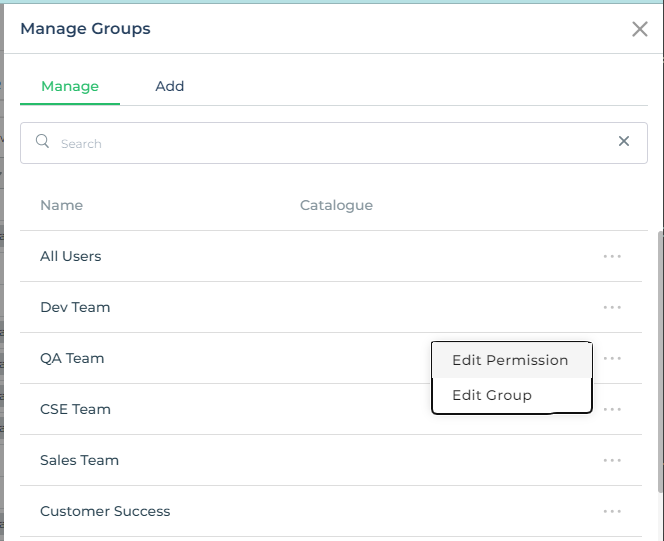 Manage Groups
Manage Add
Search
Name Catalogue
All Users
Dev Team
QA Team
Edit Permission
Edit Group
CSE Team
Sales Team
Customer Success